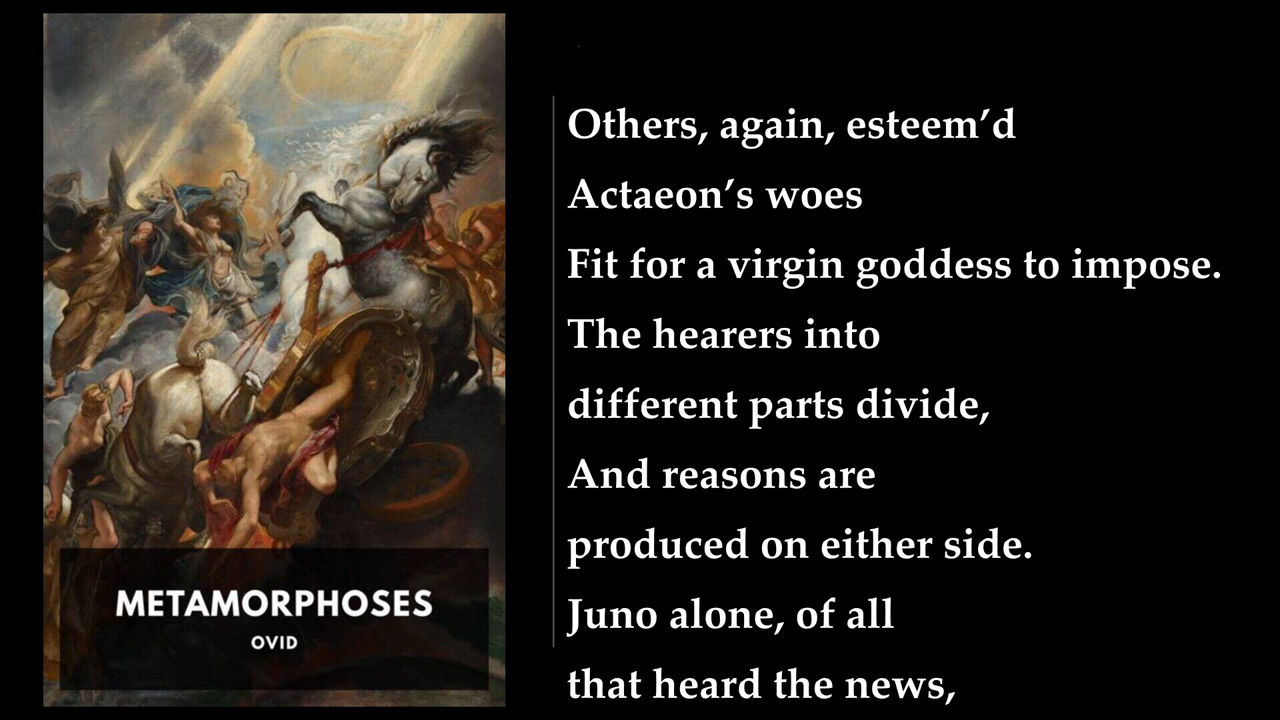 METAMORPHOSES
OVID
Others, again, esteem’d
Actaeon’s woes
Fit for a virgin goddess to impose.
The hearers into
different parts divide,
And reasons are
produced on either side.
Juno alone, of all
that heard the news,